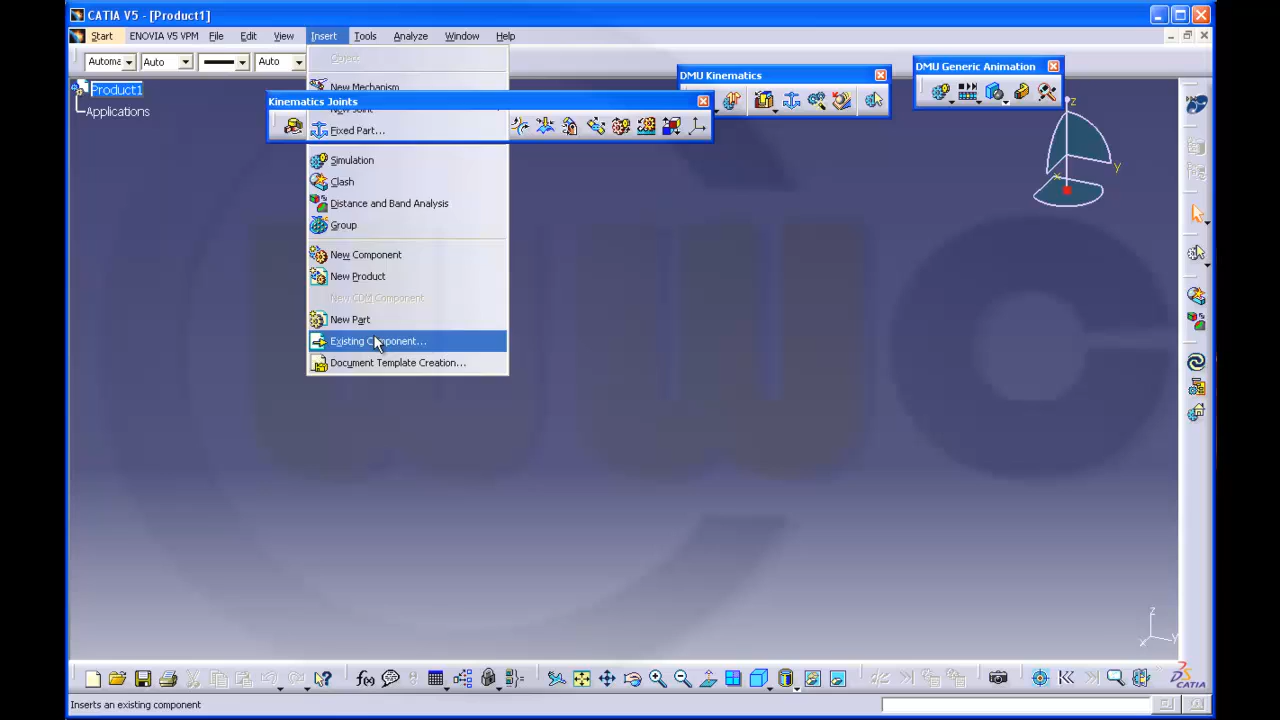 CATIA V5 - [Product1]
Start ENOVIA V5 VPM File Edit View Insert Tools Analyze Window Help
Automa Auto Auto
Object
New Mechanism
DMU Kinematics
DMU Generic Animation
Product1
Applications
Kinematics Joints
New Joint
Fixed Part...
Simulation
Clash
Distance and Band Analysis
Group
New Component
New Product
New CDM Component
New Part
Existing Component...
Document Template Creation...
z
y
x
z
x
y
f(x)
CATIA
Inserts an existing component